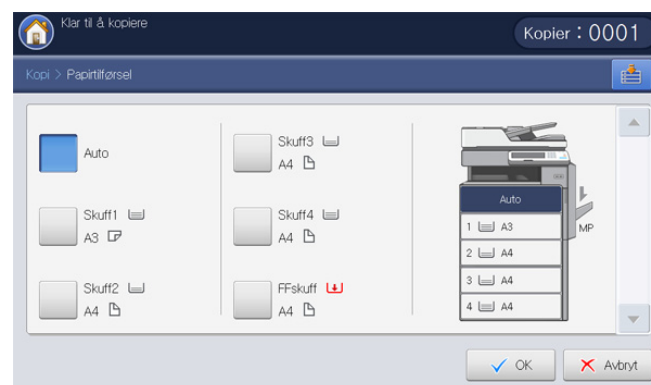 Klar til å kopiere
Kopier : 0001
Kopi > Papirtilførsel
Auto
Skuff1
A3
Skuff2
A4
Skuff3
A4
Skuff4
A4
FFskuff
A4
Auto
1 A3
2 A4
3 A4
4 A4
MP
OK
Avbryt